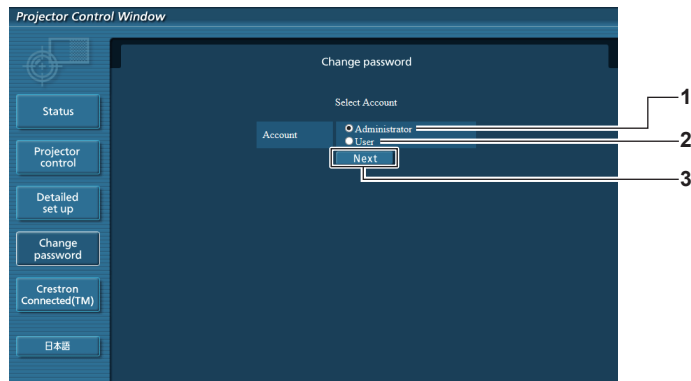 Projector Control Window
Change password
Select Account
Account
Administrator
User
Next
Status
Projector
control
Detailed
set up
Change
password
Crestron
Connected(TM)
日本語
1
2
3